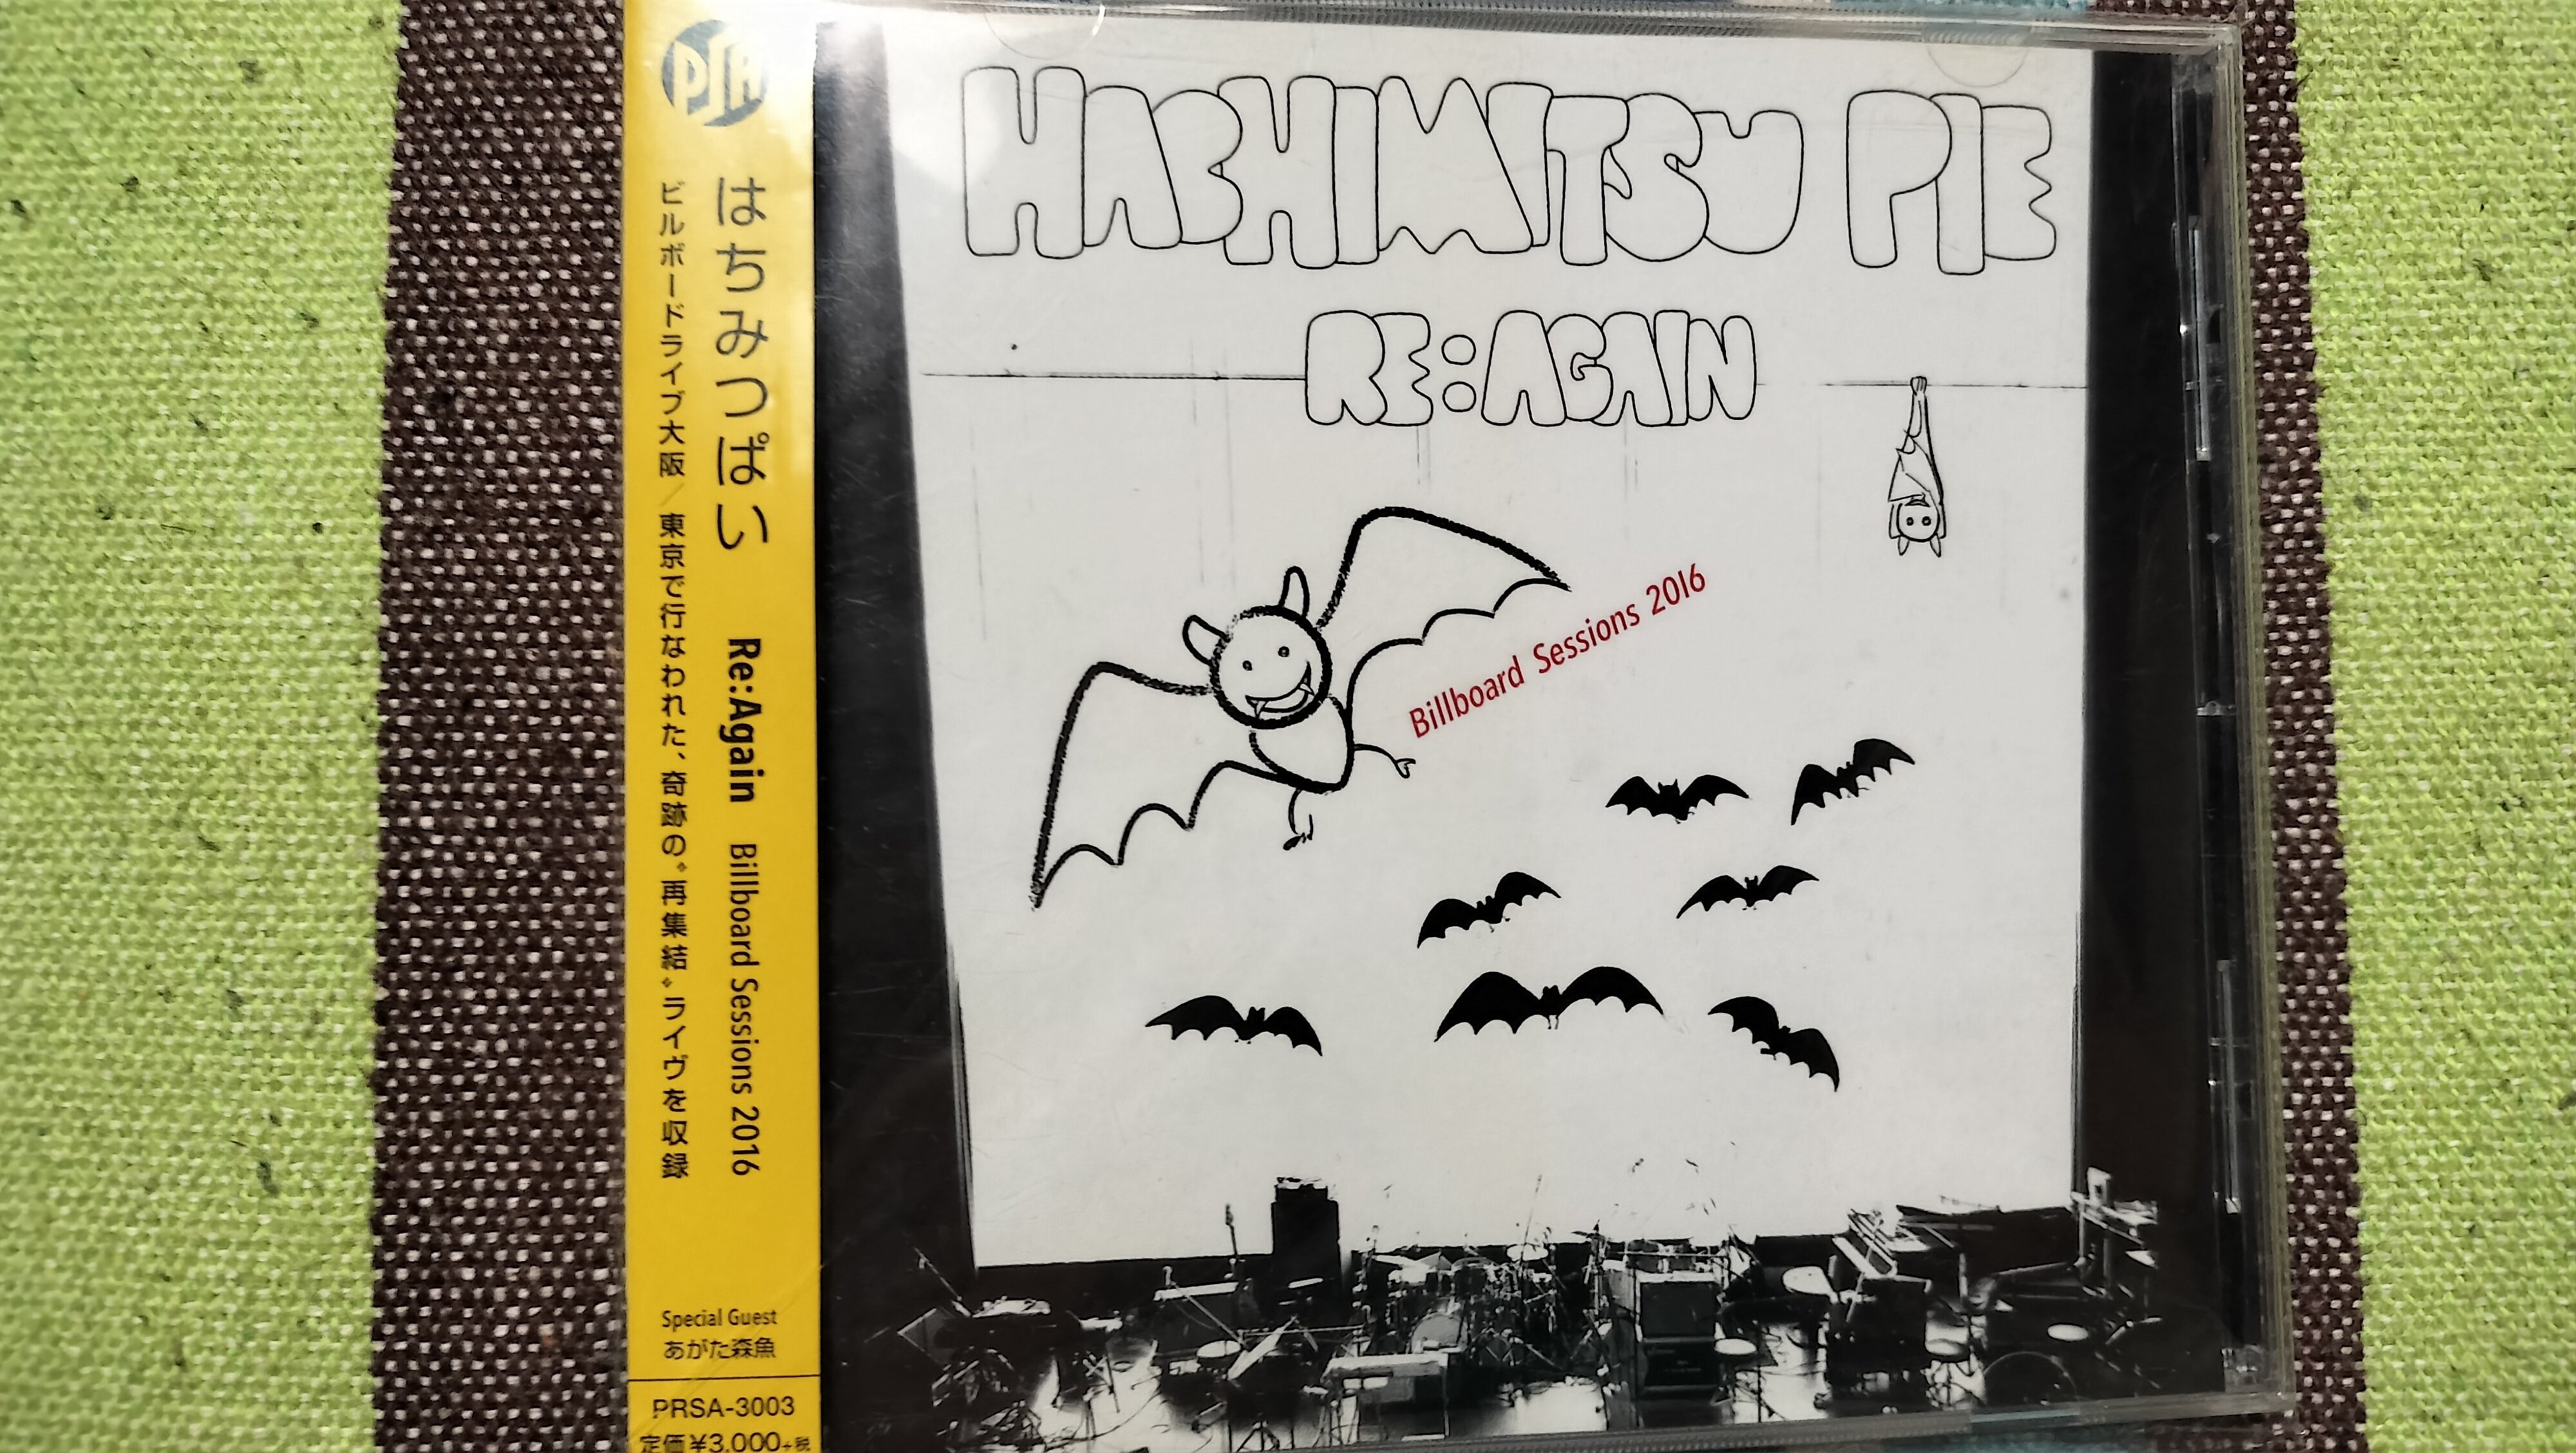 PSA
はちみつぱい Re:Again Billboard Sessions 2016
ビルボードライブ大阪/東京で行なわれた、奇跡の“再集結”ライヴを収録
Special Guest
あがた森魚
PRSA-3003
定価¥3,000+税
HACHIMITSU PIE
RE:AGAIN
Billboard Sessions 2016